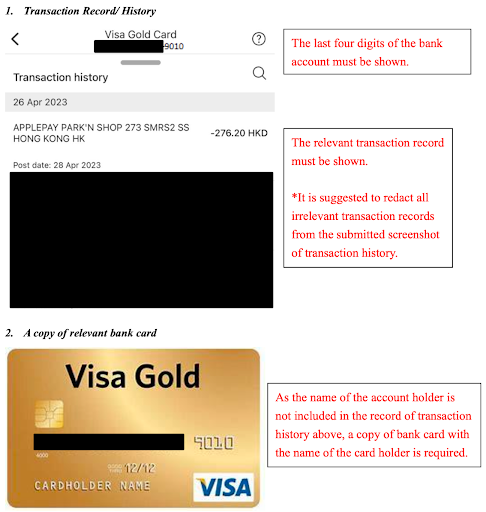 1. Transaction Record/ History
Visa Gold Card
-9010
Transaction history
26 Apr 2023
APPLEPAY PARK'N SHOP 273 SMRS2 SS
HONG KONG HK
-276.20 HKD
Post date: 28 Apr 2023
The last four digits of the bank
account must be shown.
The relevant transaction record
must be shown.
*It is suggested to redact all
irrelevant transaction records
from the submitted screenshot
of transaction history.
2. A copy of relevant bank card
Visa Gold
9010
4000
GOOD
THRU 12/12
CARDHOLDER NAME
VISA
As the name of the account holder is
not included in the record of transaction
history above, a copy of bank card with
the name of the card holder is required.